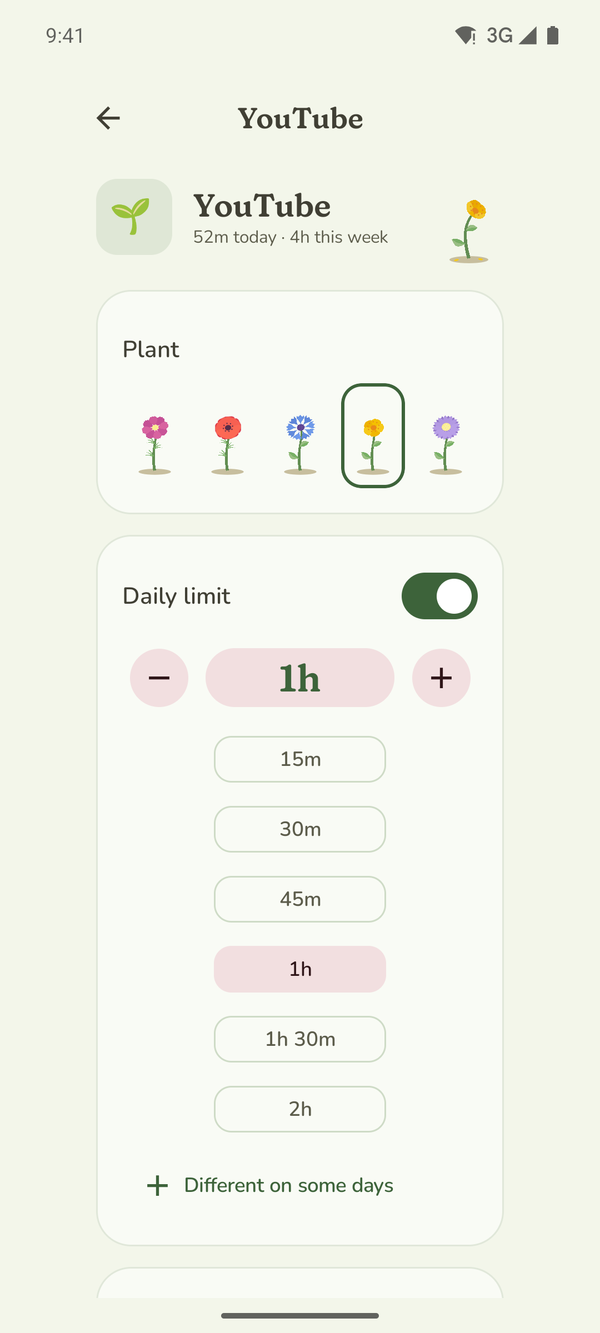 9:41
3G
YouTube
YouTube
52m today · 4h this week
Plant
Daily limit
1h
15m
30m
45m
1h
1h 30m
2h
Different on some days